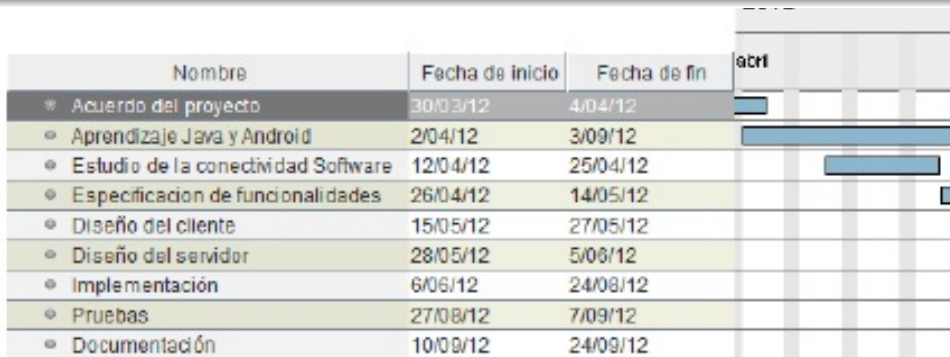 abril
Nombre Fecha de inicio Fecha de fin
Acuerdo del proyecto 30/03/12 4/04/12
Aprendizaje Java y Android 2/04/12 3/09/12
Estudio de la conectividad Software 12/04/12 25/04/12
Especificacion de funcionalidades 26/04/12 14/05/12
Diseño del cliente 15/05/12 27/05/12
Diseño del servidor 28/05/12 5/06/12
Implementación 6/06/12 24/08/12
Pruebas 27/08/12 7/09/12
Documentación 10/09/12 24/09/12